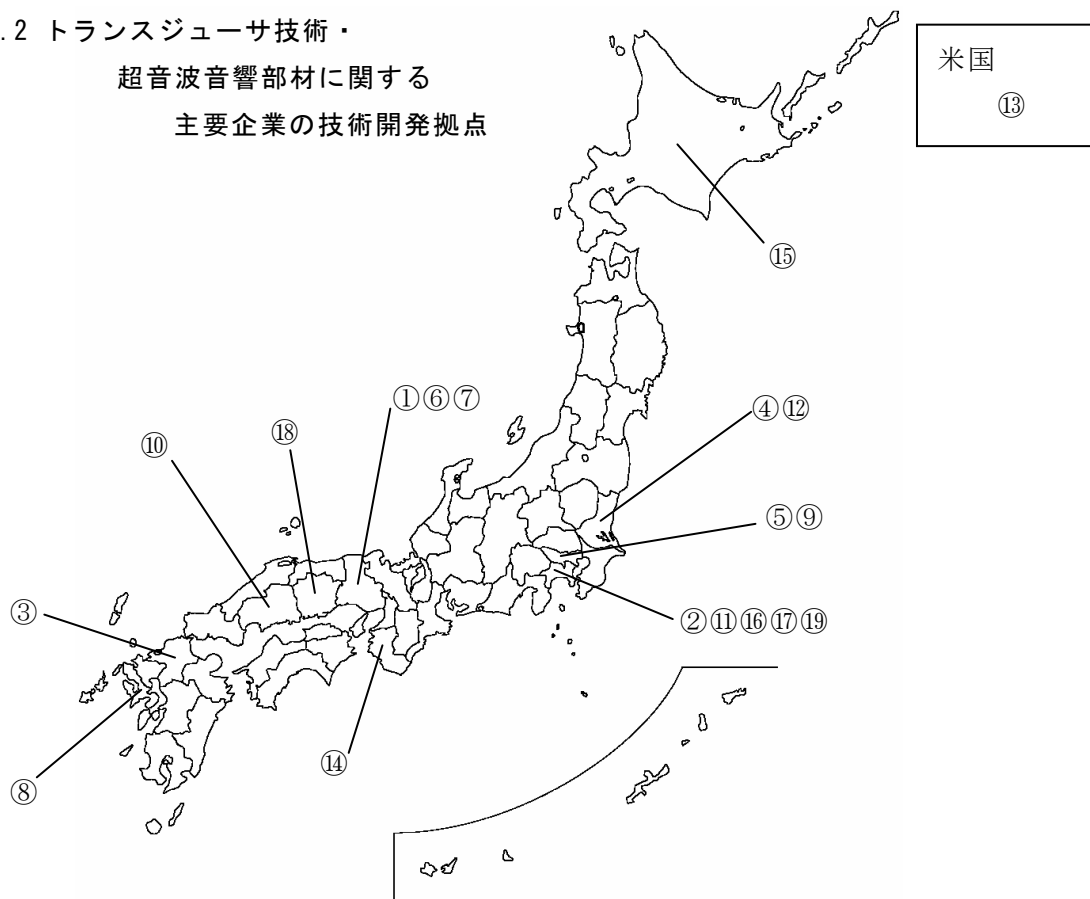 .2 トランスジューサ技術・
超音波音響部材に関する
主要企業の技術開発拠点
米国
⑬
⑮
①⑥⑦
④⑫
⑱
⑩
⑤⑨
③
②⑪⑯⑰⑲
⑭
⑧